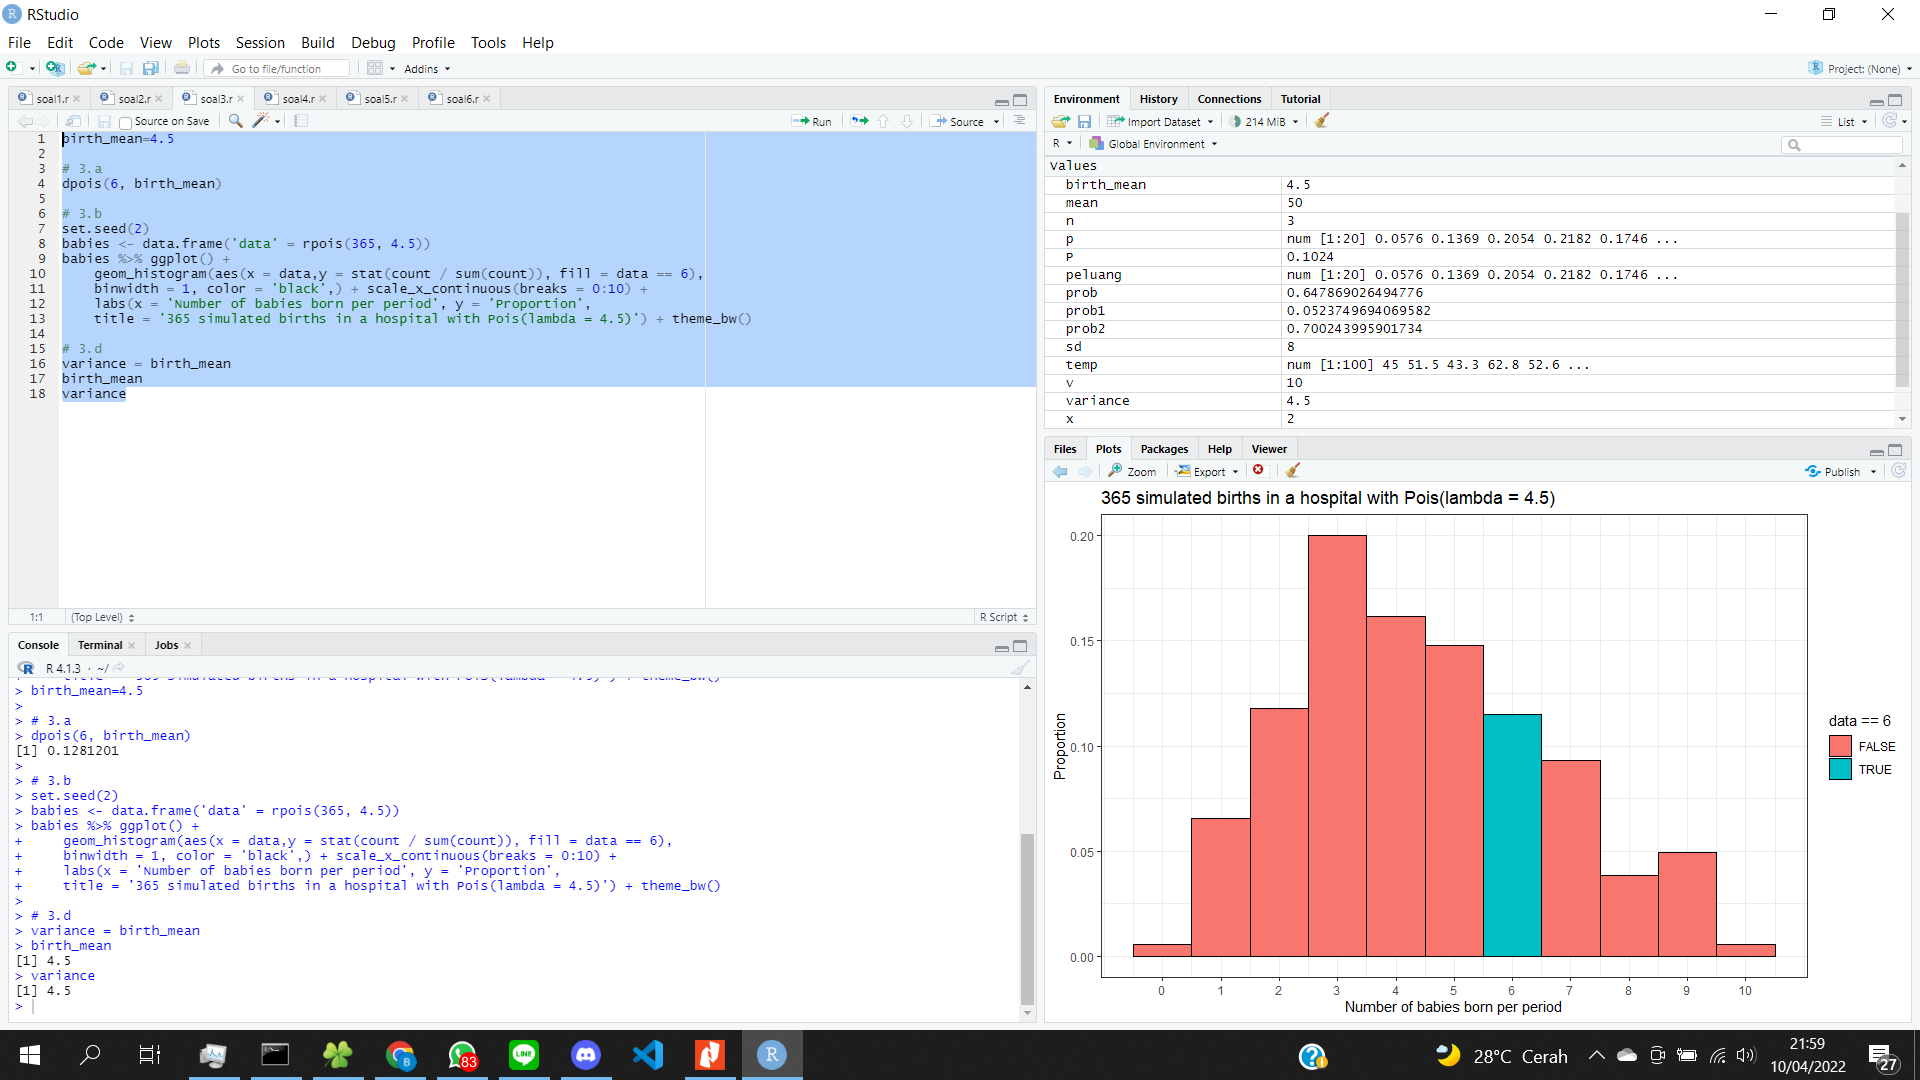 RStudio
File Edit Code View Plots Session Build Debug Profile Tools Help
Go to file/function Addins Project: (None)
soal1.r soal2.r soal3.r soal4.r soal5.r soal6.r
Source on Save Run Source
1 birth_mean=4.5
2
3 # 3.a
4 dpois(6, birth_mean)
5
6 # 3.b
7 set.seed(2)
8 babies <- data.frame('data' = rpois(365, 4.5))
9 babies %>% ggplot() +
10 geom_histogram(aes(x = data,y = stat(count / sum(count)), fill = data == 6),
11 binwidth = 1, color = 'black',) + scale_x_continuous(breaks = 0:10) +
12 labs(x = 'Number of babies born per period', y = 'Proportion',
13 title = '365 simulated births in a hospital with Pois(lambda = 4.5)') + theme_bw()
14
15 # 3.d
16 variance = birth_mean
17 birth_mean
18 variance
1:1 (Top Level) R Script
Console Terminal Jobs
R 4.1.3 · ~/
+ title = '365 simulated births in a hospital with Pois(lambda = 4.5)') + theme_bw()
> birth_mean=4.5
>
> # 3.a
> dpois(6, birth_mean)
[1] 0.1281201
>
> # 3.b
> set.seed(2)
> babies <- data.frame('data' = rpois(365, 4.5))
> babies %>% ggplot() +
+ geom_histogram(aes(x = data,y = stat(count / sum(count)), fill = data == 6),
+ binwidth = 1, color = 'black',) + scale_x_continuous(breaks = 0:10) +
+ labs(x = 'Number of babies born per period', y = 'Proportion',
+ title = '365 simulated births in a hospital with Pois(lambda = 4.5)') + theme_bw()
>
> # 3.d
> variance = birth_mean
> birth_mean
[1] 4.5
> variance
[1] 4.5
>
Environment History Connections Tutorial
Import Dataset 214 MiB List
R Global Environment
Values
birth_mean 4.5
mean 50
n 3
p num [1:20] 0.0576 0.1369 0.2054 0.2182 0.1746 ...
P 0.1024
peluang num [1:20] 0.0576 0.1369 0.2054 0.2182 0.1746 ...
prob 0.647869026494776
prob1 0.0523749694069582
prob2 0.700243995901734
sd 8
temp num [1:100] 45 51.5 43.3 62.8 52.6 ...
v 10
variance 4.5
x 2
Files Plots Packages Help Viewer
Zoom Export Publish
365 simulated births in a hospital with Pois(lambda = 4.5)
0.20
0.15
0.10
0.05
0.00
Proportion
0 1 2 3 4 5 6 7 8 9 10
Number of babies born per period
data == 6
FALSE
TRUE
83
28°C Cerah
21:59
10/04/2022
27